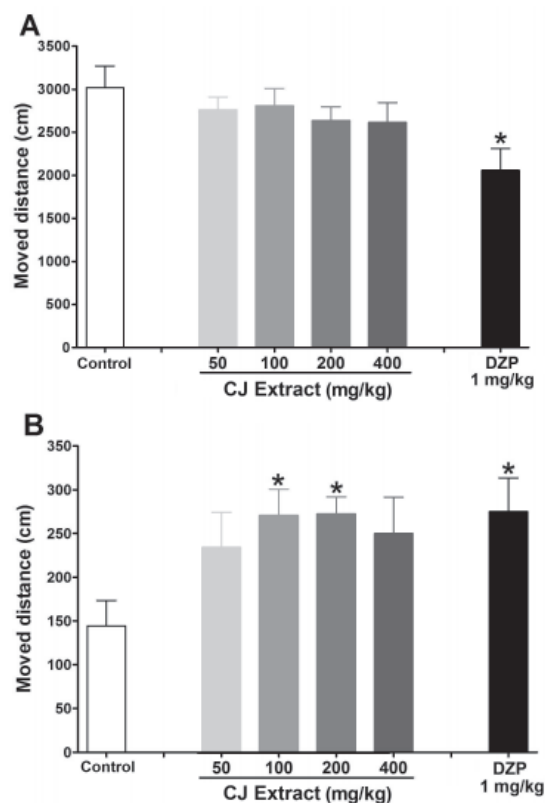 A
Moved distance (cm)
3500
3000
2500
2000
1500
1000
500
0
*
Control
50 100 200 400
CJ Extract (mg/kg)
DZP
1 mg/kg
B
Moved distance (cm)
350
300
250
200
150
100
50
0
* * *
Control
50 100 200 400
CJ Extract (mg/kg)
DZP
1 mg/kg